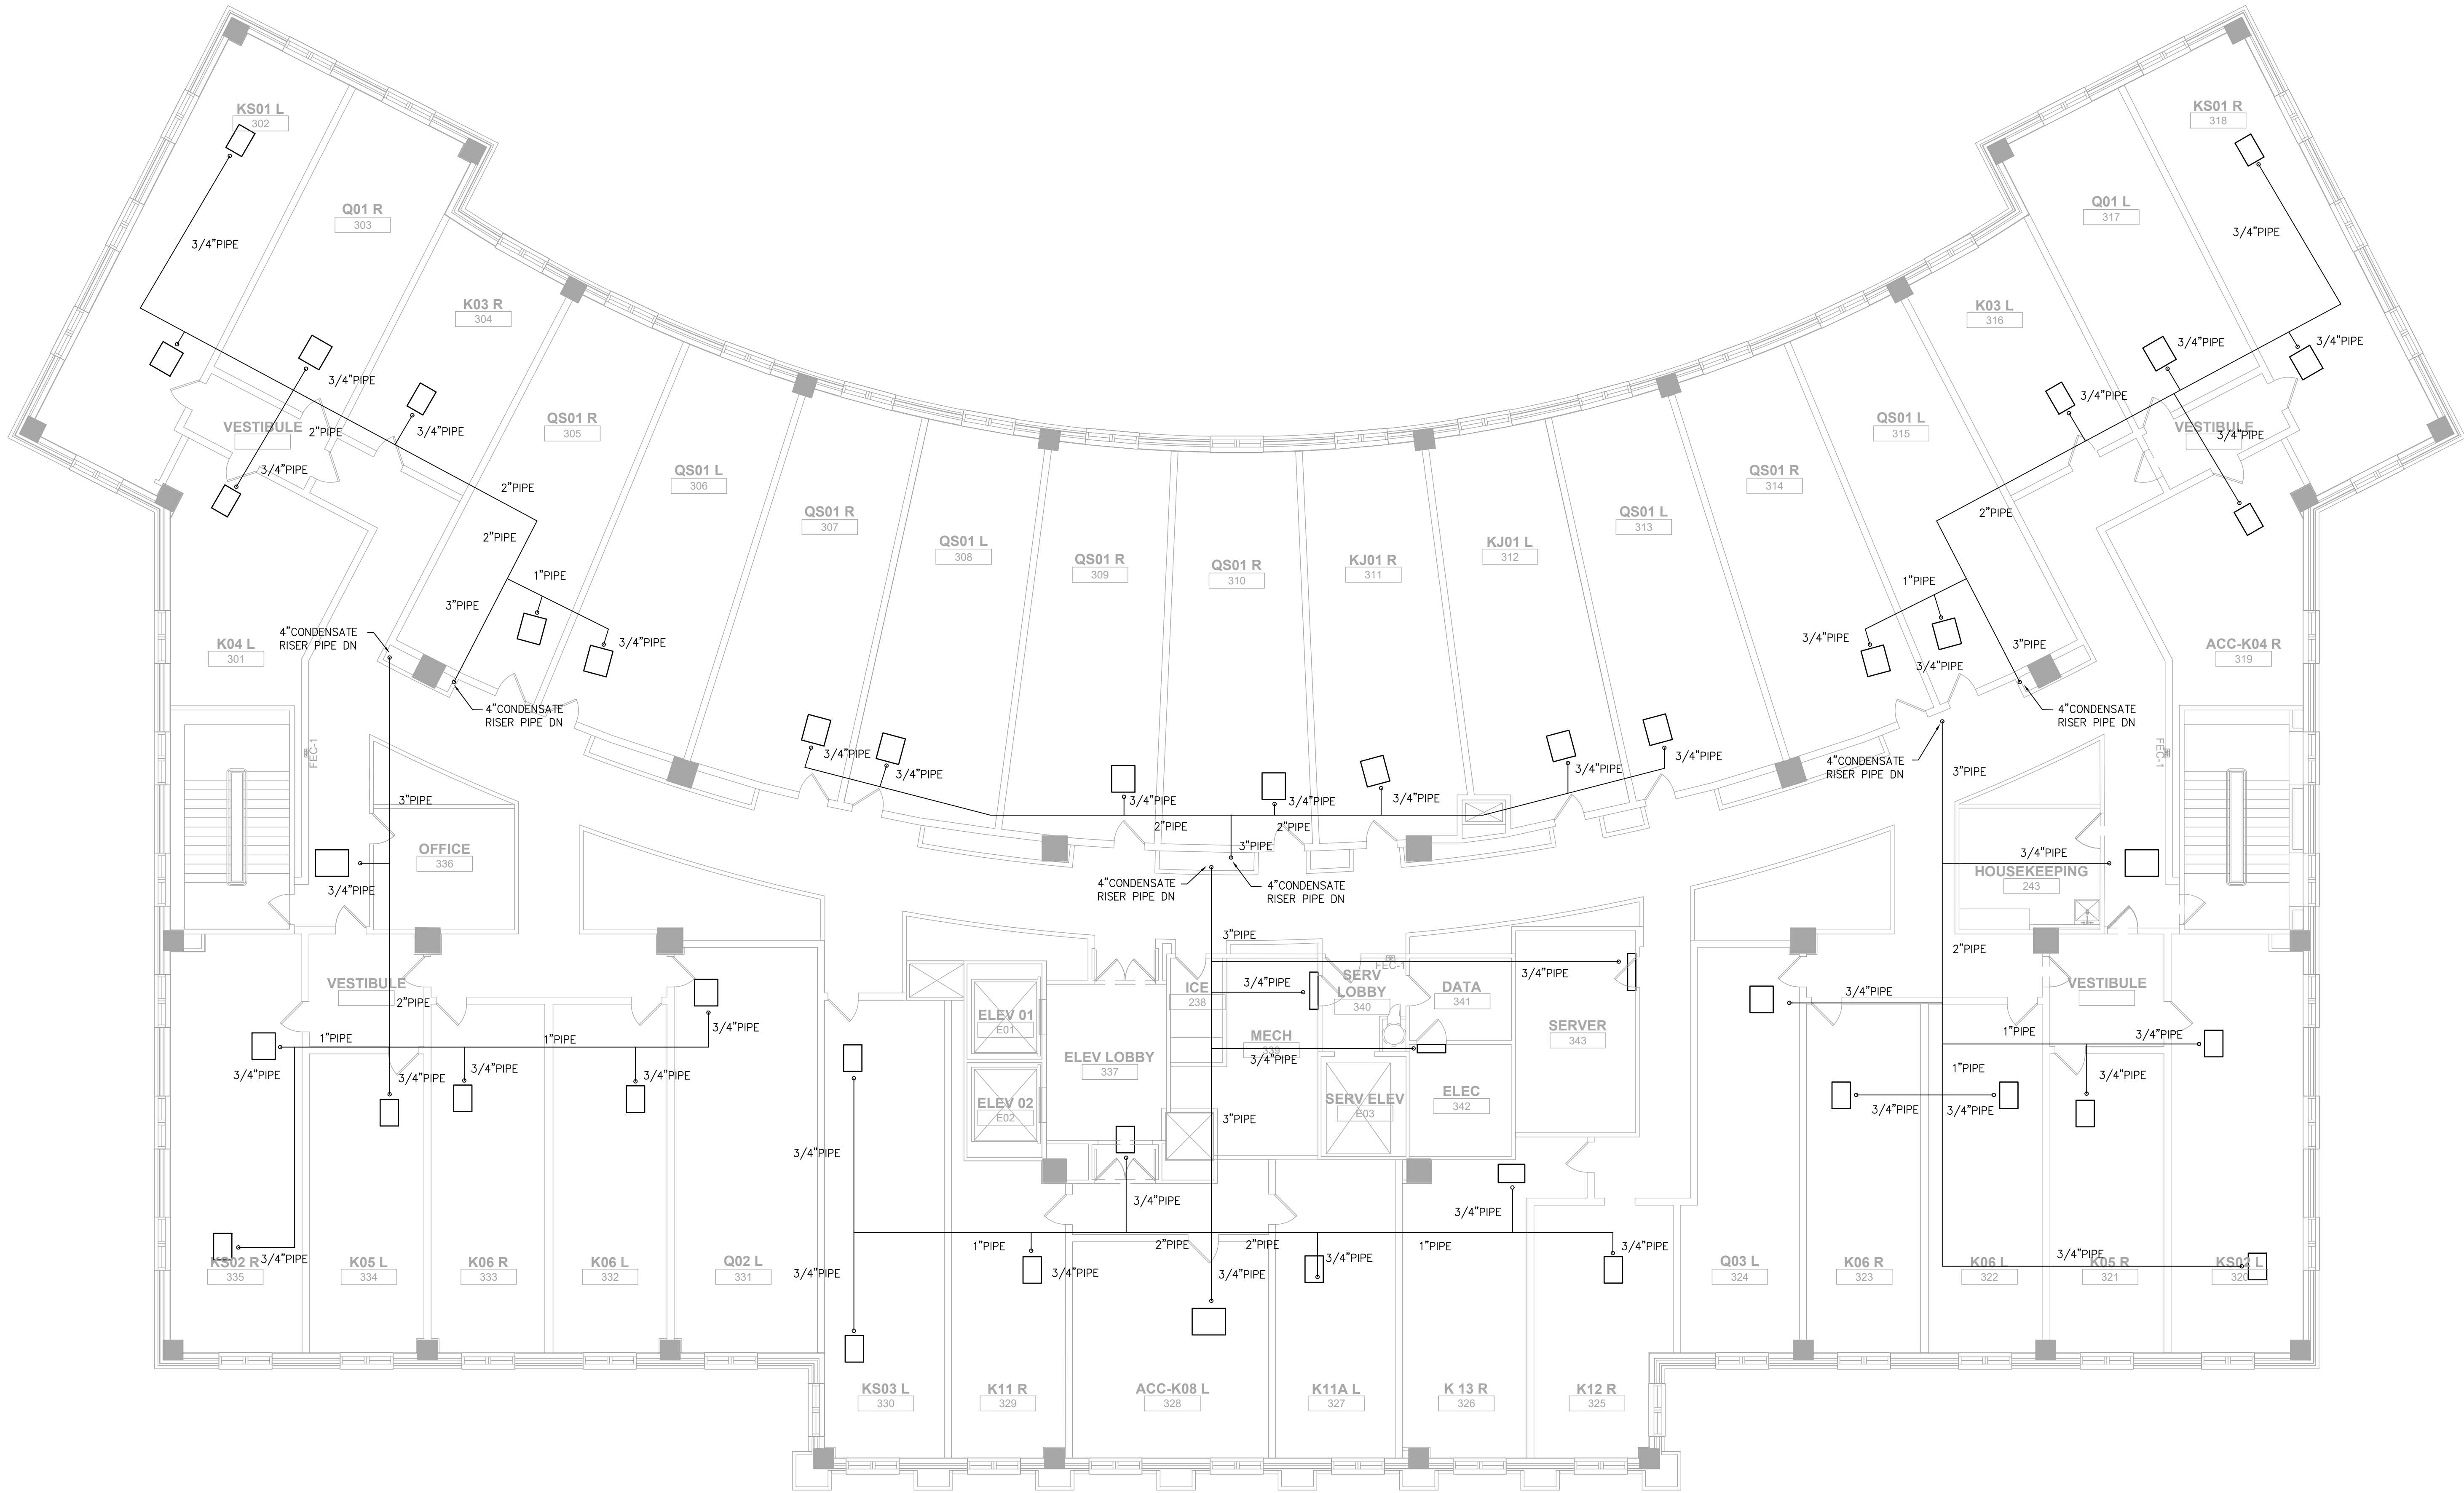 KS01 L
302
KS01 R
318
Q01 R
303
Q01 L
317
3/4"PIPE
3/4"PIPE
K03 R
304
K03 L
316
3/4"PIPE
3/4"PIPE
3/4"PIPE
3/4"PIPE
QS01 R
305
QS01 L
315
VESTIBULE
2"PIPE
3/4"PIPE
VESTIBULE
3/4"PIPE
3/4"PIPE
QS01 L
306
QS01 R
314
2"PIPE
QS01 R
307
QS01 L
313
2"PIPE
2"PIPE
QS01 L
308
KJ01 L
312
QS01 R
309
QS01 R
310
KJ01 R
311
1"PIPE
1"PIPE
3"PIPE
4"CONDENSATE
RISER PIPE DN
3/4"PIPE
3/4"PIPE
3/4"PIPE
3"PIPE
K04 L
301
ACC-K04 R
319
4"CONDENSATE
RISER PIPE DN
4"CONDENSATE
RISER PIPE DN
FEC-1
FEC-1
3/4"PIPE
3/4"PIPE
3/4"PIPE
3/4"PIPE
4"CONDENSATE
RISER PIPE DN
3"PIPE
3"PIPE
3/4"PIPE
3/4"PIPE
3/4"PIPE
2"PIPE
2"PIPE
3"PIPE
OFFICE
336
3/4"PIPE
3/4"PIPE
HOUSEKEEPING
243
4"CONDENSATE
RISER PIPE DN
4"CONDENSATE
RISER PIPE DN
3"PIPE
2"PIPE
FEC-1
3/4"PIPE
3/4"PIPE
SERV
LOBBY
340
ICE
238
DATA
341
VESTIBULE
2"PIPE
3/4"PIPE
VESTIBULE
ELEV 01
E01
SERVER
343
3/4"PIPE
1"PIPE
1"PIPE
MECH
339
3/4"PIPE
1"PIPE
3/4"PIPE
ELEV LOBBY
337
3/4"PIPE
3/4"PIPE
3/4"PIPE
3/4"PIPE
1"PIPE
3/4"PIPE
ELEV 02
E02
SERV ELEV
E03
ELEC
342
3/4"PIPE
3/4"PIPE
3"PIPE
3/4"PIPE
3/4"PIPE
3/4"PIPE
1"PIPE
2"PIPE
2"PIPE
1"PIPE
3/4"PIPE
KS02 R
335
3/4"PIPE
K05 L
334
K06 R
333
K06 L
332
Q02 L
331
3/4"PIPE
3/4"PIPE
3/4"PIPE
3/4"PIPE
Q03 L
324
K06 R
323
K06 L
322
3/4"PIPE
K05 R
321
KS02 L
320
KS03 L
330
K11 R
329
ACC-K08 L
328
K11A L
327
K 13 R
326
K12 R
325